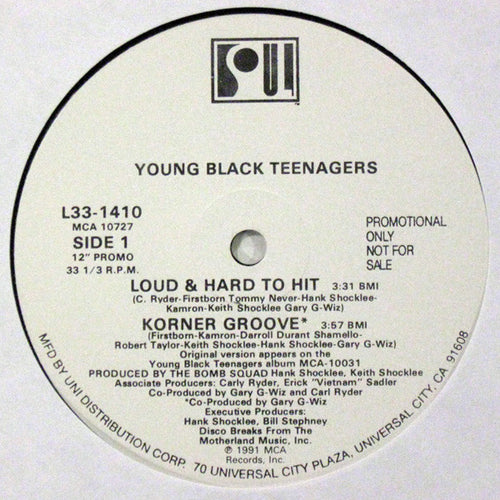 SOUL
YOUNG BLACK TEENAGERS
L33-1410
MCA 10727
SIDE 1
12" PROMO
33 1/3 R.P.M.
PROMOTIONAL
ONLY
NOT FOR
SALE
LOUD & HARD TO HIT 3:31 BMI
(C. Ryder-Firstborn Tommy Never-Hank Shocklee-
Kamron-Keith Shocklee Gary G-Wiz)
KORNER GROOVE* 3:57 BMI
(Firstborn-Kamron-Darroll Durant Shamello-
Robert Taylor-Keith Shocklee-Hank Shocklee-Gary G-Wiz)
Original version appears on the
Young Black Teenagers album MCA-10031
PRODUCED BY THE BOMB SQUAD Hank Shocklee, Keith Shocklee
Associate Producers: Carly Ryder, Erick "Vietnam" Sadler
Co-Produced by Gary G-Wiz and Carl Ryder
*Co-Produced by Gary G-Wiz
Executive Producers:
Hank Shocklee, Bill Stephney
Disco Breaks From The
Motherland Music, Inc.
℗ 1991 MCA
Records, Inc.
MFD BY UNI DISTRIBUTION CORP. 70 UNIVERSAL CITY PLAZA, UNIVERSAL CITY, CA. 91608